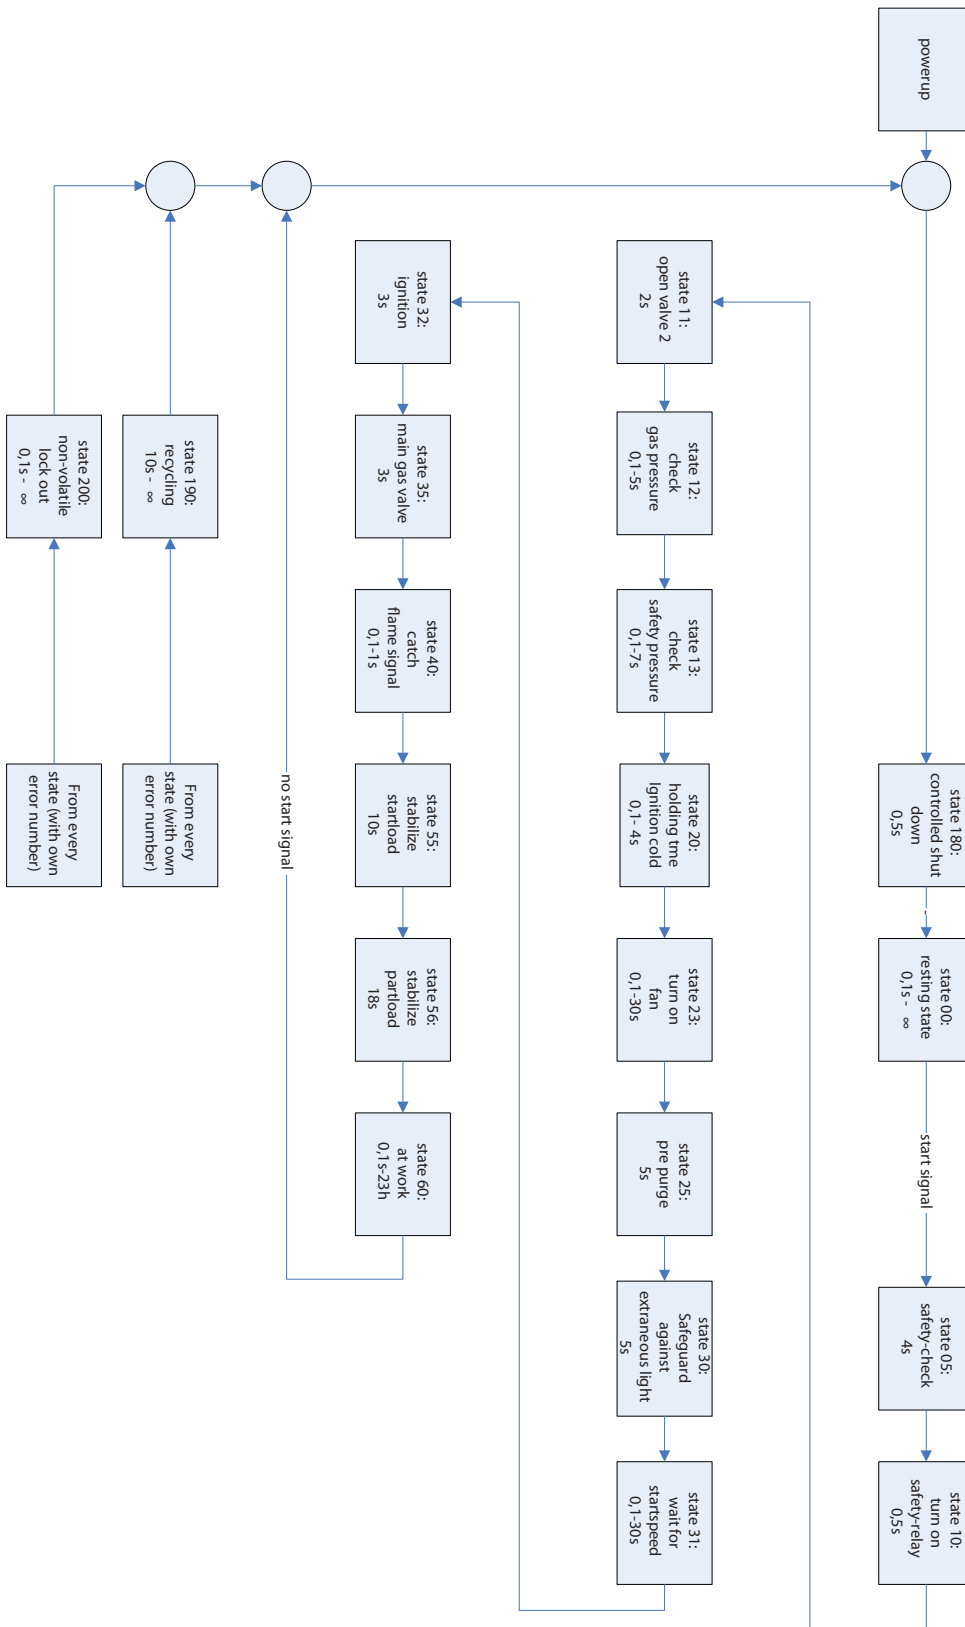 powerup
state 180:
controlled shut
down
0,5s
-
state 00:
resting state
0,1s - ∞
start signal
state 05:
safety-check
4s
state 10:
turn on
safety-relay
0,5s
state 11:
open valve 2
2s
state 12:
check
gas pressure
0,1-5s
state 13:
check
safety pressure
0,1-7s
state 20:
holding tme
Ignition cold
0,1- 4s
state 23:
turn on
fan
0,1-30s
state 25:
pre purge
5s
state 30:
Safeguard
against
extraneous light
5s
state 31:
wait for
startspeed
0,1-30s
state 32:
ignition
3s
state 35:
main gas valve
3s
state 40:
catch
flame signal
0,1-1s
state 55:
stabilize
startload
10s
state 56:
stabilize
partload
18s
state 60:
at work
0,1s-23h
no start signal
state 190:
recycling
10s - ∞
From every
state (with own
error number)
state 200:
non-volatile
lock out
0,1s - ∞
From every
state (with own
error number)